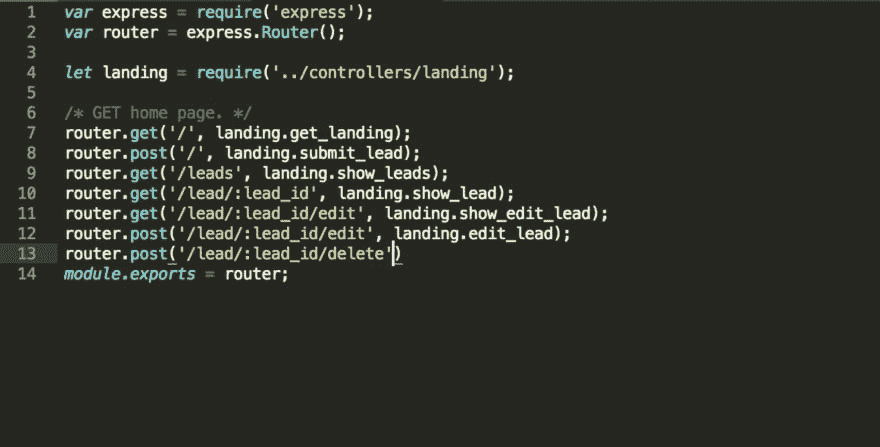 1 var express = require('express');
2 var router = express.Router();
3
4 let landing = require('../controllers/landing');
5
6 /* GET home page. */
7 router.get('/', landing.get_landing);
8 router.post('/', landing.submit_lead);
9 router.get('/leads', landing.show_leads);
10 router.get('/lead/:lead_id', landing.show_lead);
11 router.get('/lead/:lead_id/edit', landing.show_edit_lead);
12 router.post('/lead/:lead_id/edit', landing.edit_lead);
13 router.post('/lead/:lead_id/delete')
14 module.exports = router;